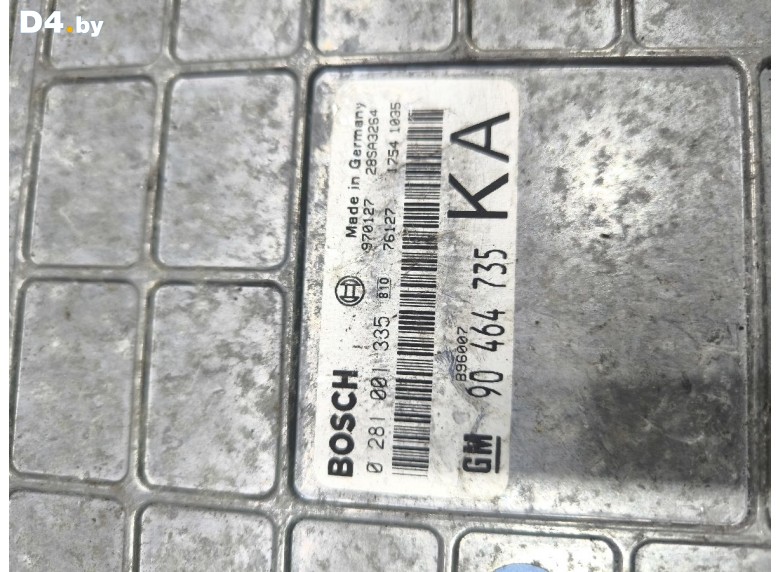 D4.by
BOSCH
Made in Germany
0 281 001 335
B10
970127 28SA3264
76127 1754 1035
B96007
GM 90 464 735 KA